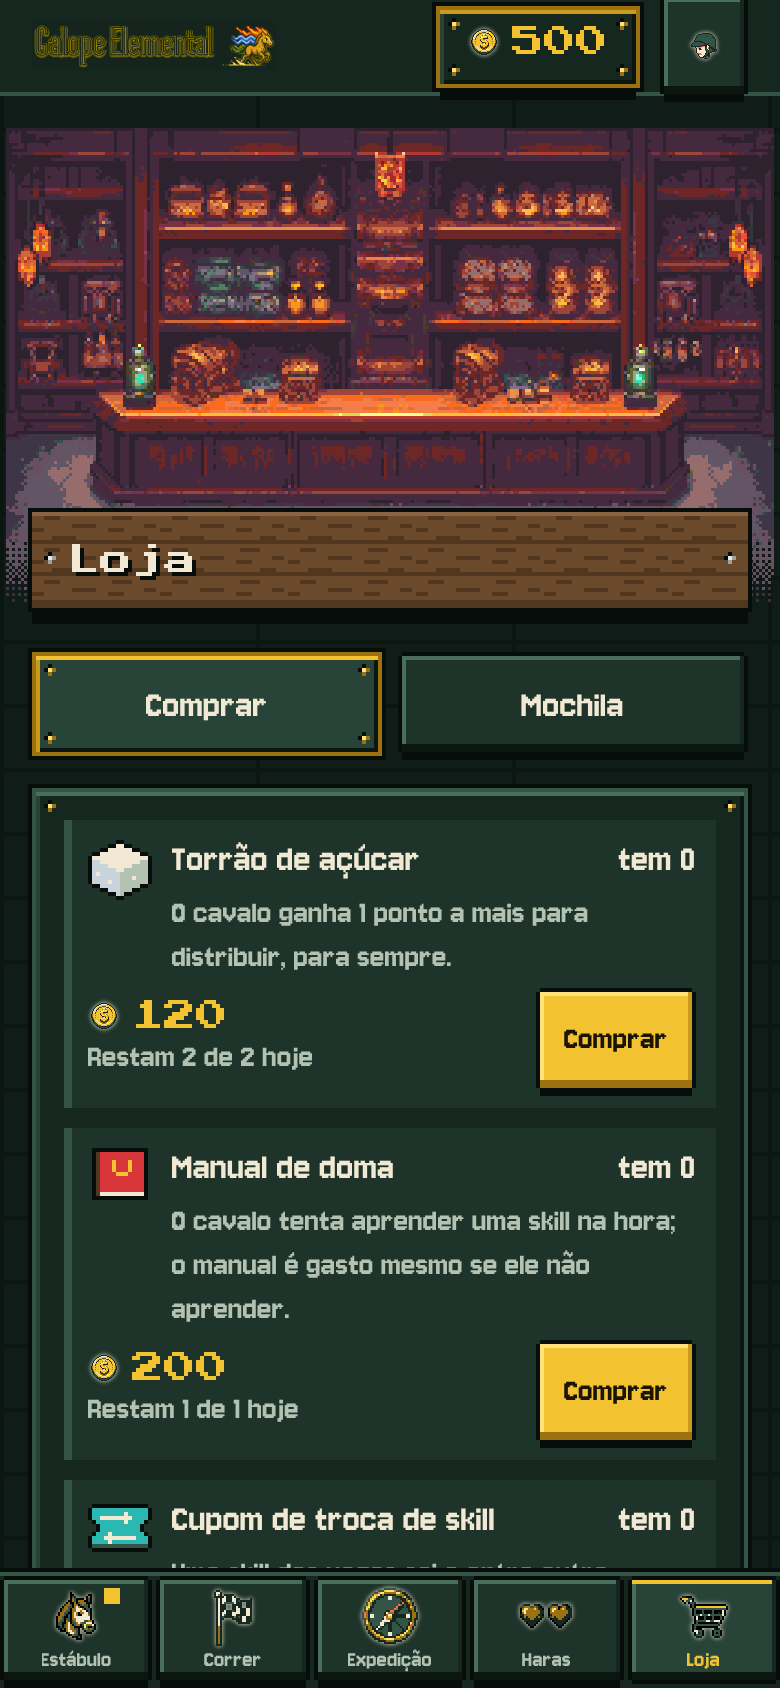 Galope Elemental
500
Loja
Comprar
Mochila
Torrão de açúcar
tem 0
O cavalo ganha 1 ponto a mais para
distribuir, para sempre.
120
Restam 2 de 2 hoje
Comprar
Manual de doma
tem 0
O cavalo tenta aprender uma skill na hora;
o manual é gasto mesmo se ele não
aprender.
200
Restam 1 de 1 hoje
Comprar
Cupom de troca de skill
tem 0
Estábulo
Correr
Expedição
Haras
Loja